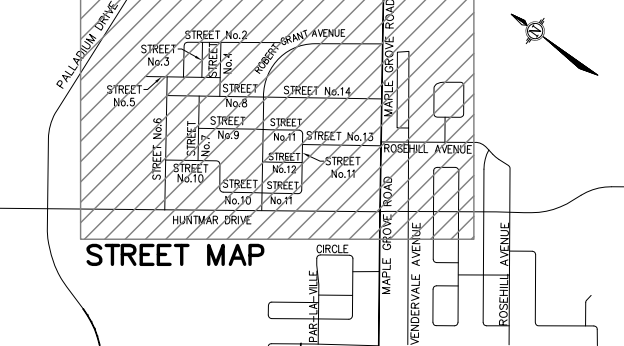 PALLADIUM DRIVE
STREET No.2
STREET
No.3
STREET
No.4
ROBERT GRANT AVENUE
MAPLE GROVE ROAD
N
STREET
No.5
STREET
No.8
STREET No.14
STREET No.6
STREET
No.7
STREET
No.9
STREET
No.11
STREET No.13
ROSEHILL AVENUE
STREET
No.10
STREET
No.12
STREET
No.11
STREET
No.10
STREET
No.11
HUNTMAR DRIVE
MAPLE GROVE ROAD
STREET MAP
CIRCLE
PAR-LA-VILLE
VENDERVALE AVENUE
ROSEHILL AVENUE